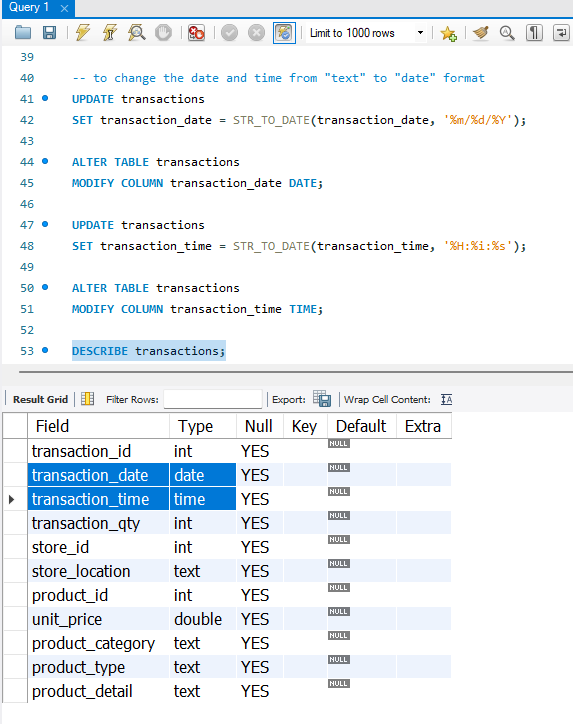 Query 1 ×
Limit to 1000 rows
39
40 -- to change the date and time from "text" to "date" format
41 UPDATE transactions
42 SET transaction_date = STR_TO_DATE(transaction_date, '%m/%d/%Y');
43
44 ALTER TABLE transactions
45 MODIFY COLUMN transaction_date DATE;
46
47 UPDATE transactions
48 SET transaction_time = STR_TO_DATE(transaction_time, '%H:%i:%s');
49
50 ALTER TABLE transactions
51 MODIFY COLUMN transaction_time TIME;
52
53 DESCRIBE transactions;
Result Grid Filter Rows: Export: Wrap Cell Content: IA
Field Type Null Key Default Extra
transaction_id int YES NULL
transaction_date date YES NULL
transaction_time time YES NULL
transaction_qty int YES NULL
store_id int YES NULL
store_location text YES NULL
product_id int YES NULL
unit_price double YES NULL
product_category text YES NULL
product_type text YES NULL
product_detail text YES NULL